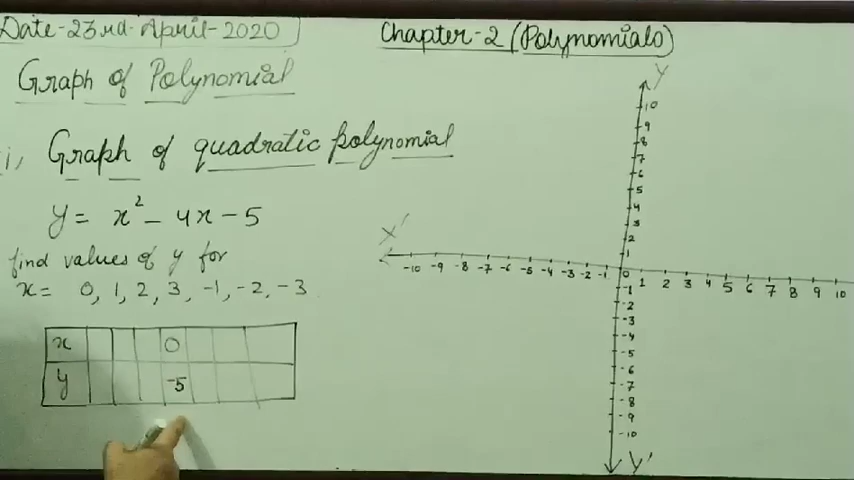 Date-23rd-April-2020
Chapter-2 (Polynomials)
Graph of Polynomial
i, Graph of quadratic polynomial
y = x² - 4x - 5
find values of y for
x = 0, 1, 2, 3, -1, -2, -3
x 0
y -5
Y
10
9
8
7
6
5
4
3
2
1
X'
-10 -9 -8 -7 -6 -5 -4 -3 -2 -1 0 1 2 3 4 5 6 7 8 9 10
-1
-2
-3
-4
-5
-6
-7
-8
-9
-10
Y'